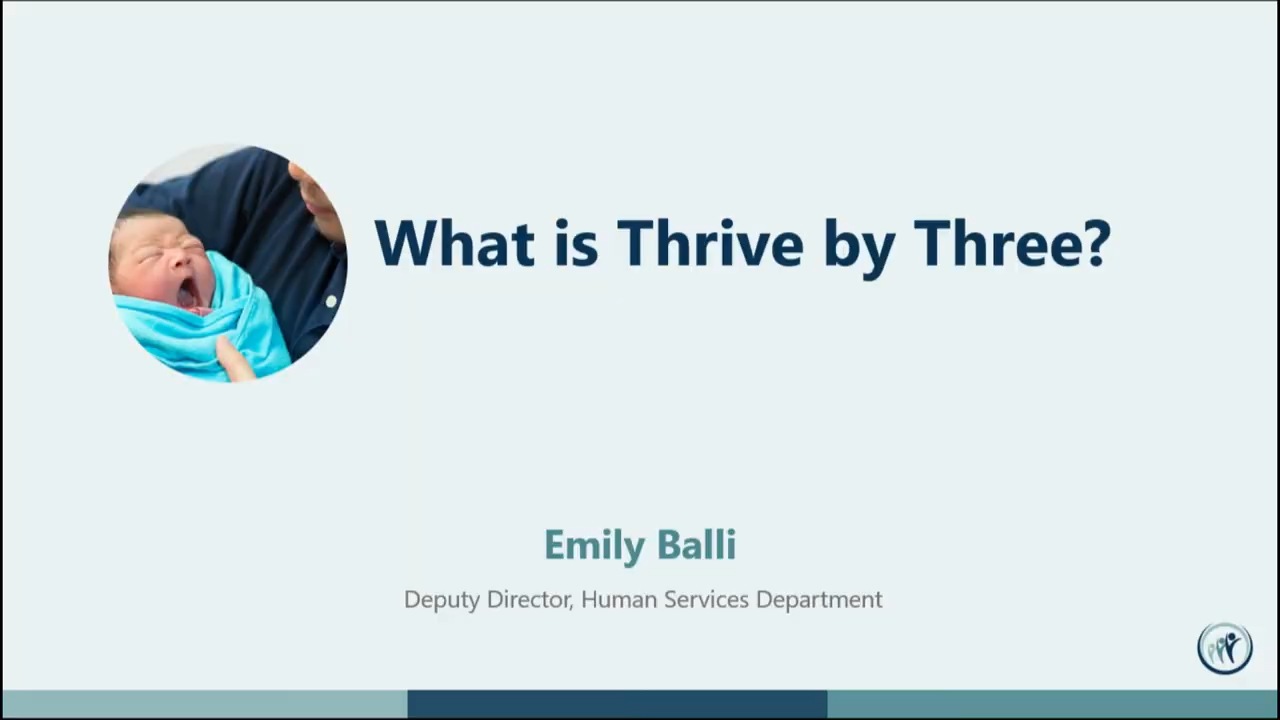 What is Thrive by Three?
Emily Balli
Deputy Director, Human Services Department